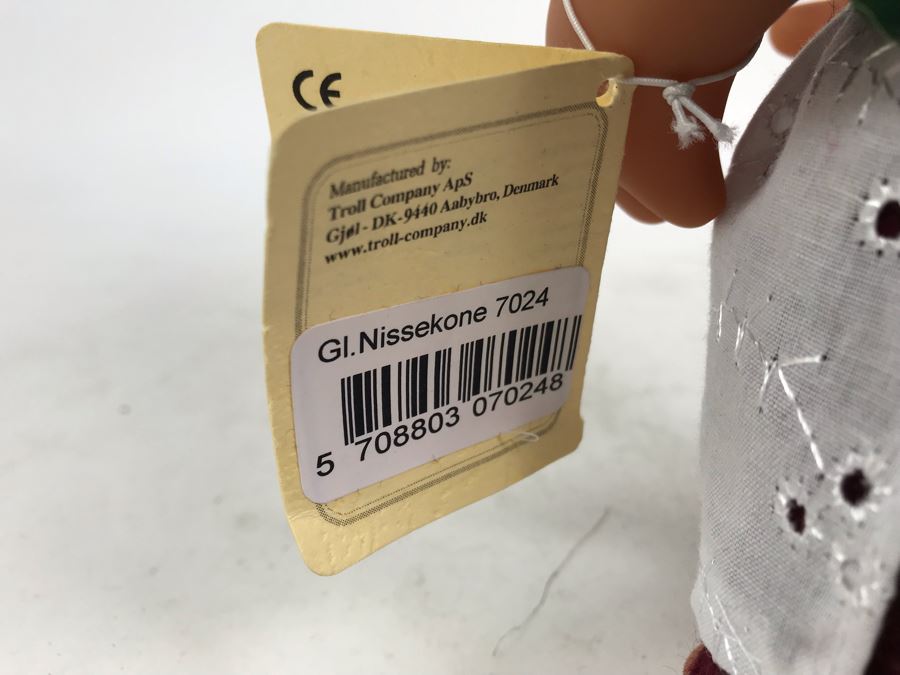 CE
Manufactured by:
Troll Company ApS
Gjøl - DK-9440 Aabybro, Denmark
www.troll-company.dk
Gl.Nissekone 7024
5 708803 070248